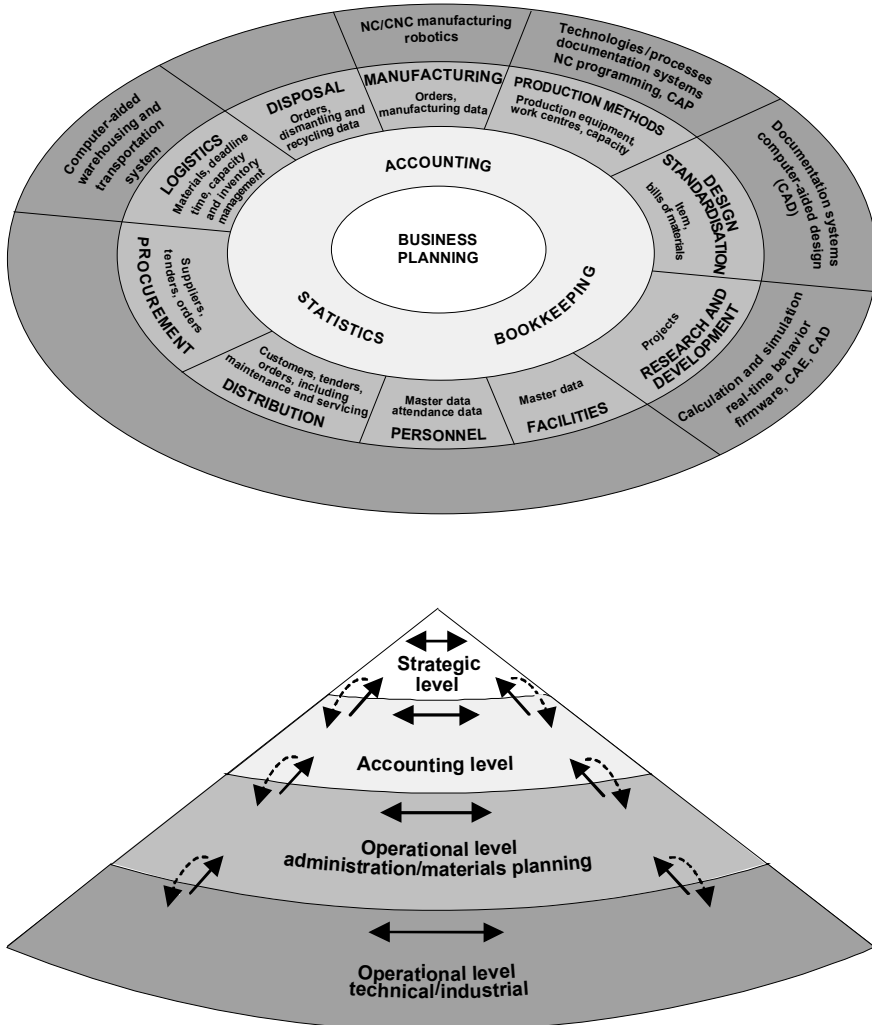 NC/CNC manufacturing
robotics
Technologies/processes
documentation systems
NC programming, CAP
Computer-aided
warehousing and
transportation
system
Documentation systems
computer-aided design
(CAD)
Calculation and simulation
real-time behavior
firmware, CAE, CAD
DISPOSAL
Orders,
dismantling and
recycling data
MANUFACTURING
Orders,
manufacturing data
PRODUCTION METHODS
Production equipment,
work centres, capacity
LOGISTICS
Materials, deadline
time, capacity
and inventory
management
DESIGN
STANDARDISATION
Item,
bills of materials
PROCUREMENT
Suppliers,
tenders, orders
Projects
RESEARCH AND
DEVELOPMENT
Customers, tenders,
orders, including
maintenance and servicing
DISTRIBUTION
Master data
attendance data
PERSONNEL
Master data
FACILITIES
ACCOUNTING
STATISTICS
BOOKKEEPING
BUSINESS
PLANNING
Strategic
level
Accounting level
Operational level
administration/materials planning
Operational level
technical/industrial